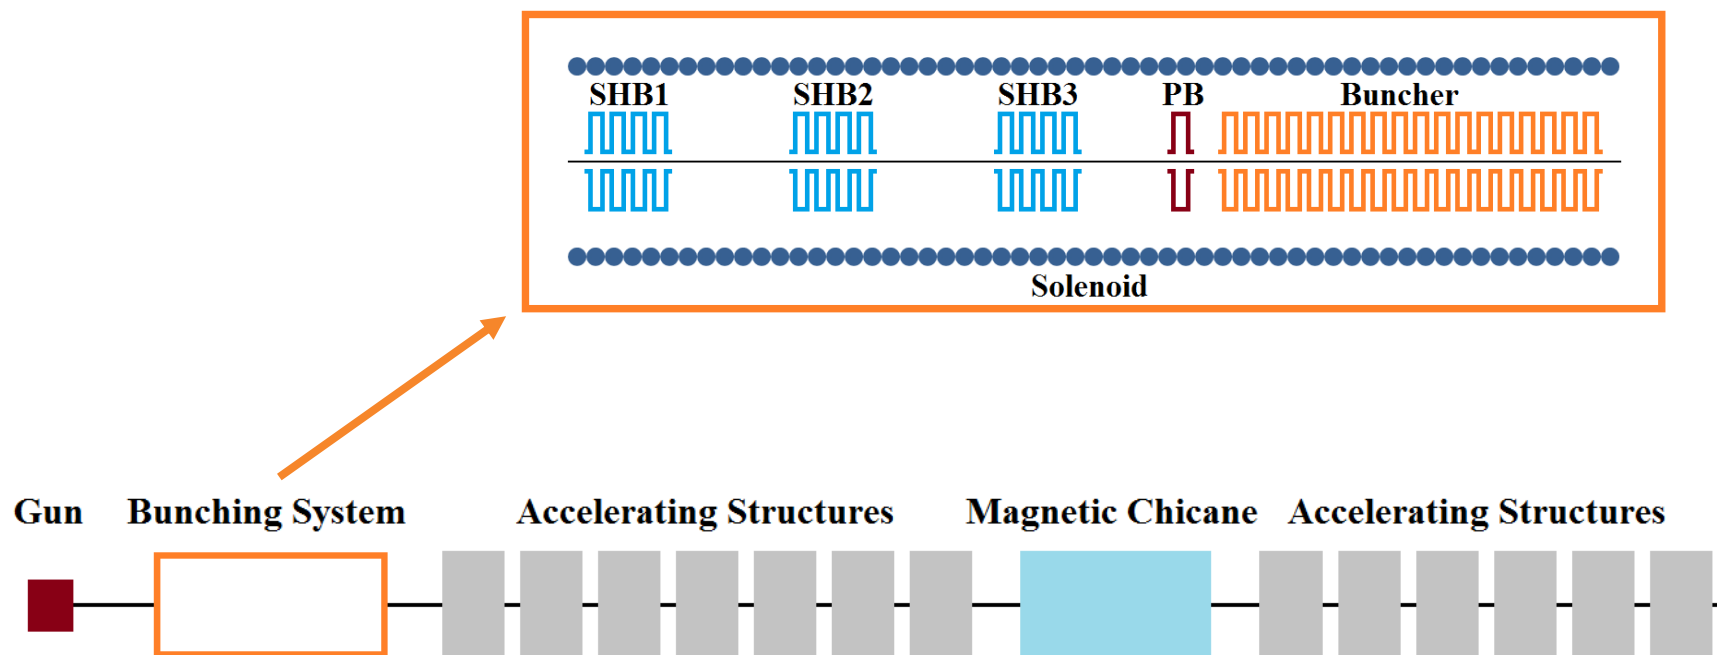 SHB1 SHB2 SHB3 PB Buncher
Solenoid
Gun Bunching System Accelerating Structures Magnetic Chicane Accelerating Structures